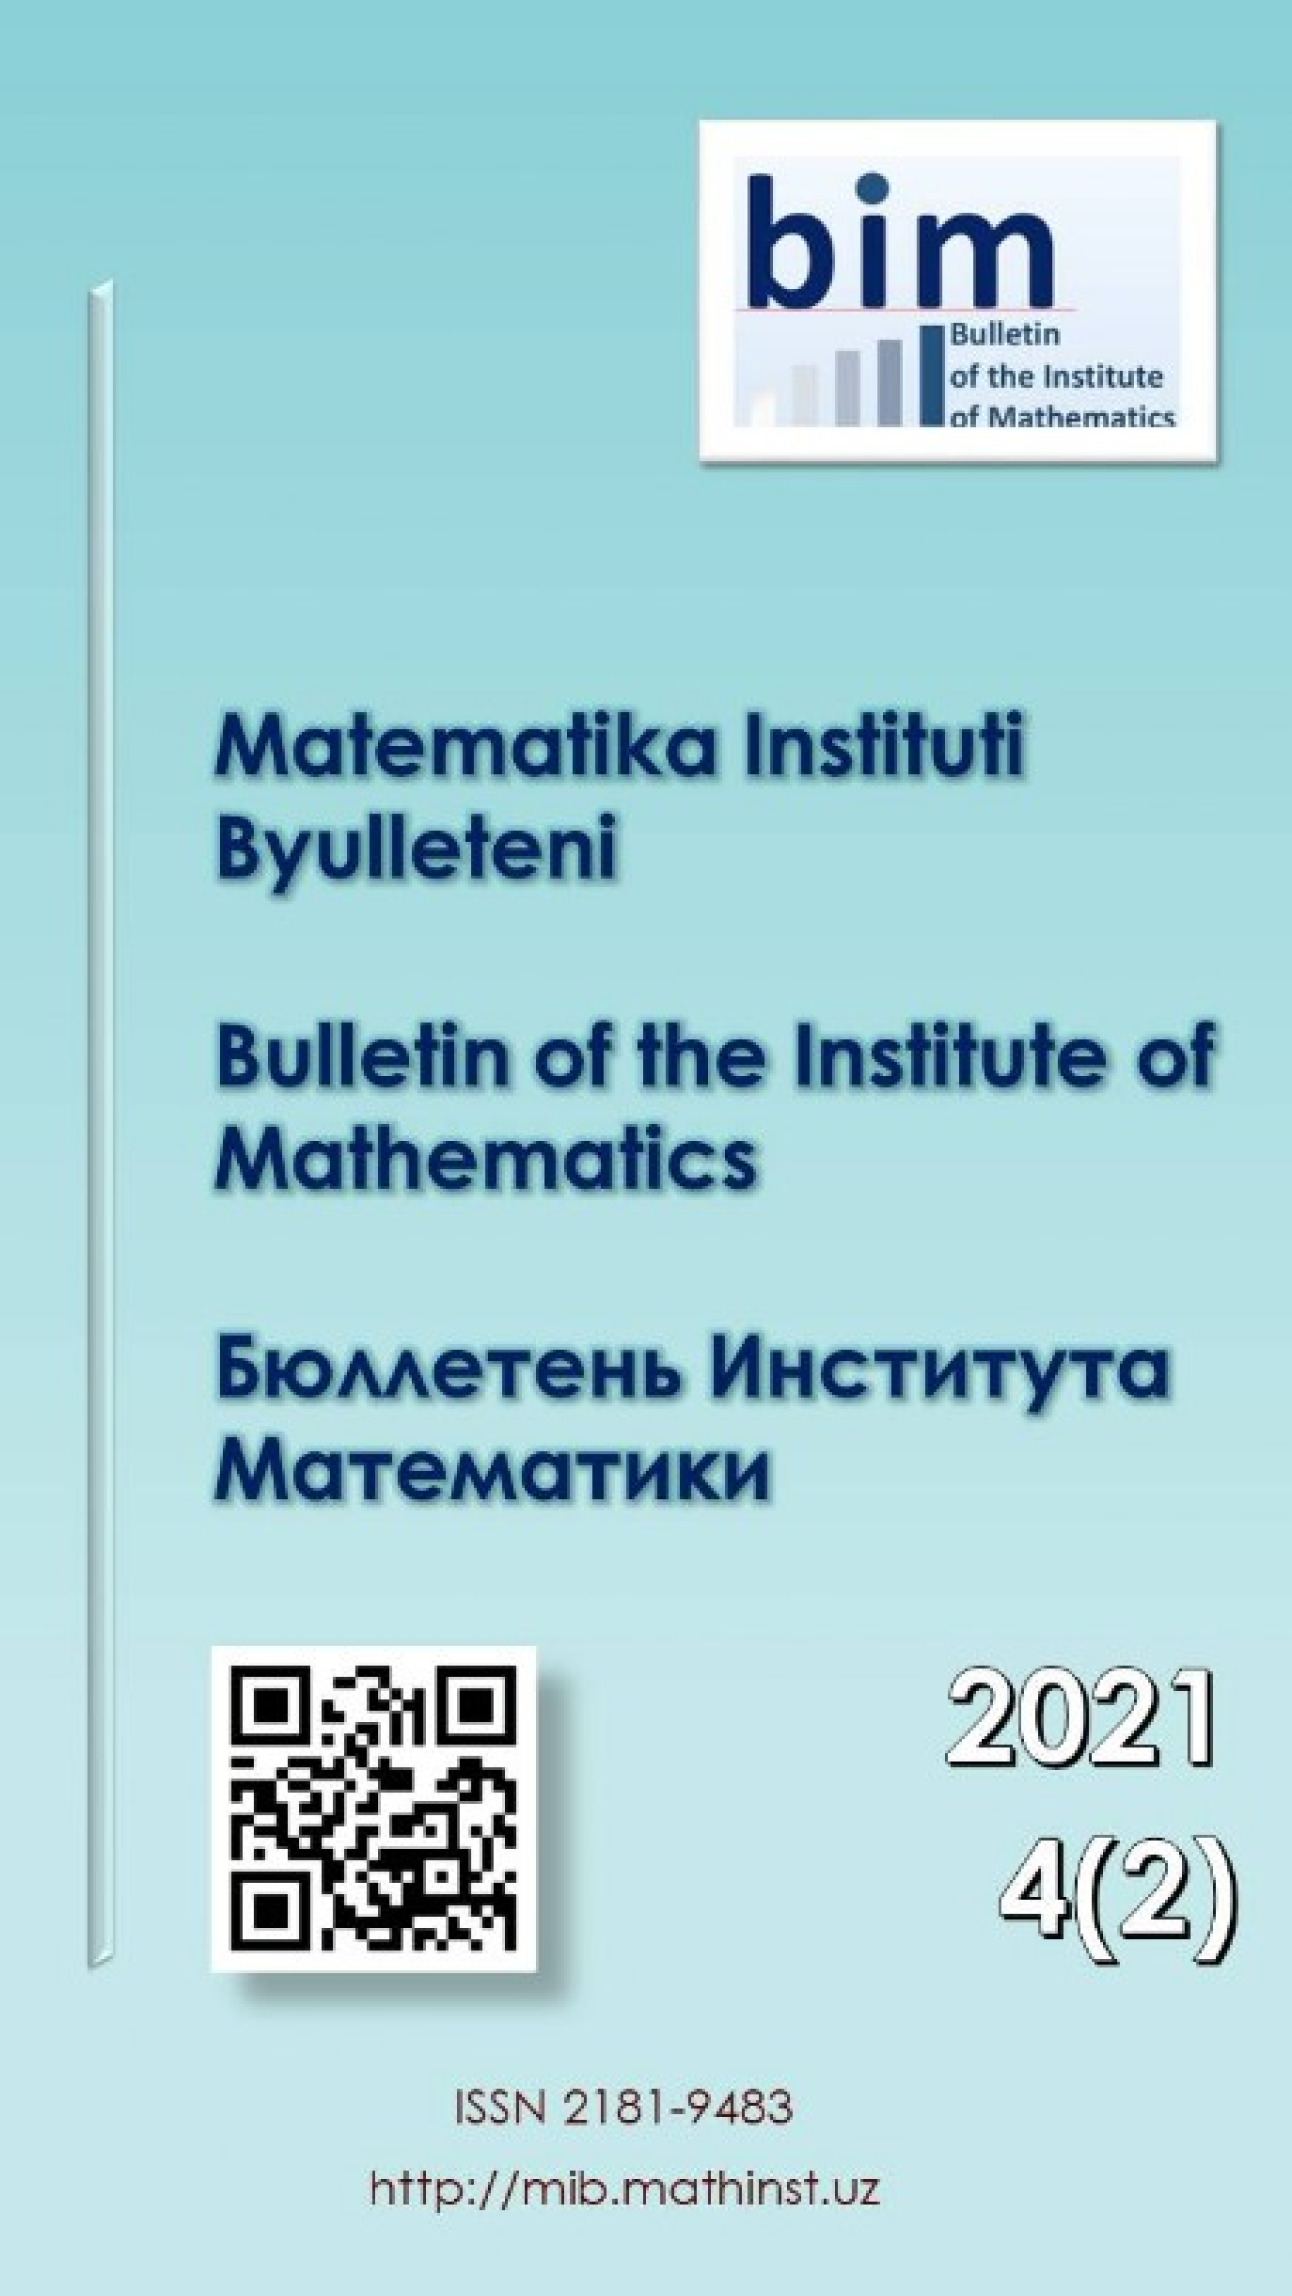 bim
Bulletin
of the Institute
of Mathematics
Matematika Instituti
Byulleteni
Bulletin of the Institute of
Mathematics
Бюллетень Института
Математики
2021
4(2)
ISSN 2181-9483
http://mib.mathinst.uz